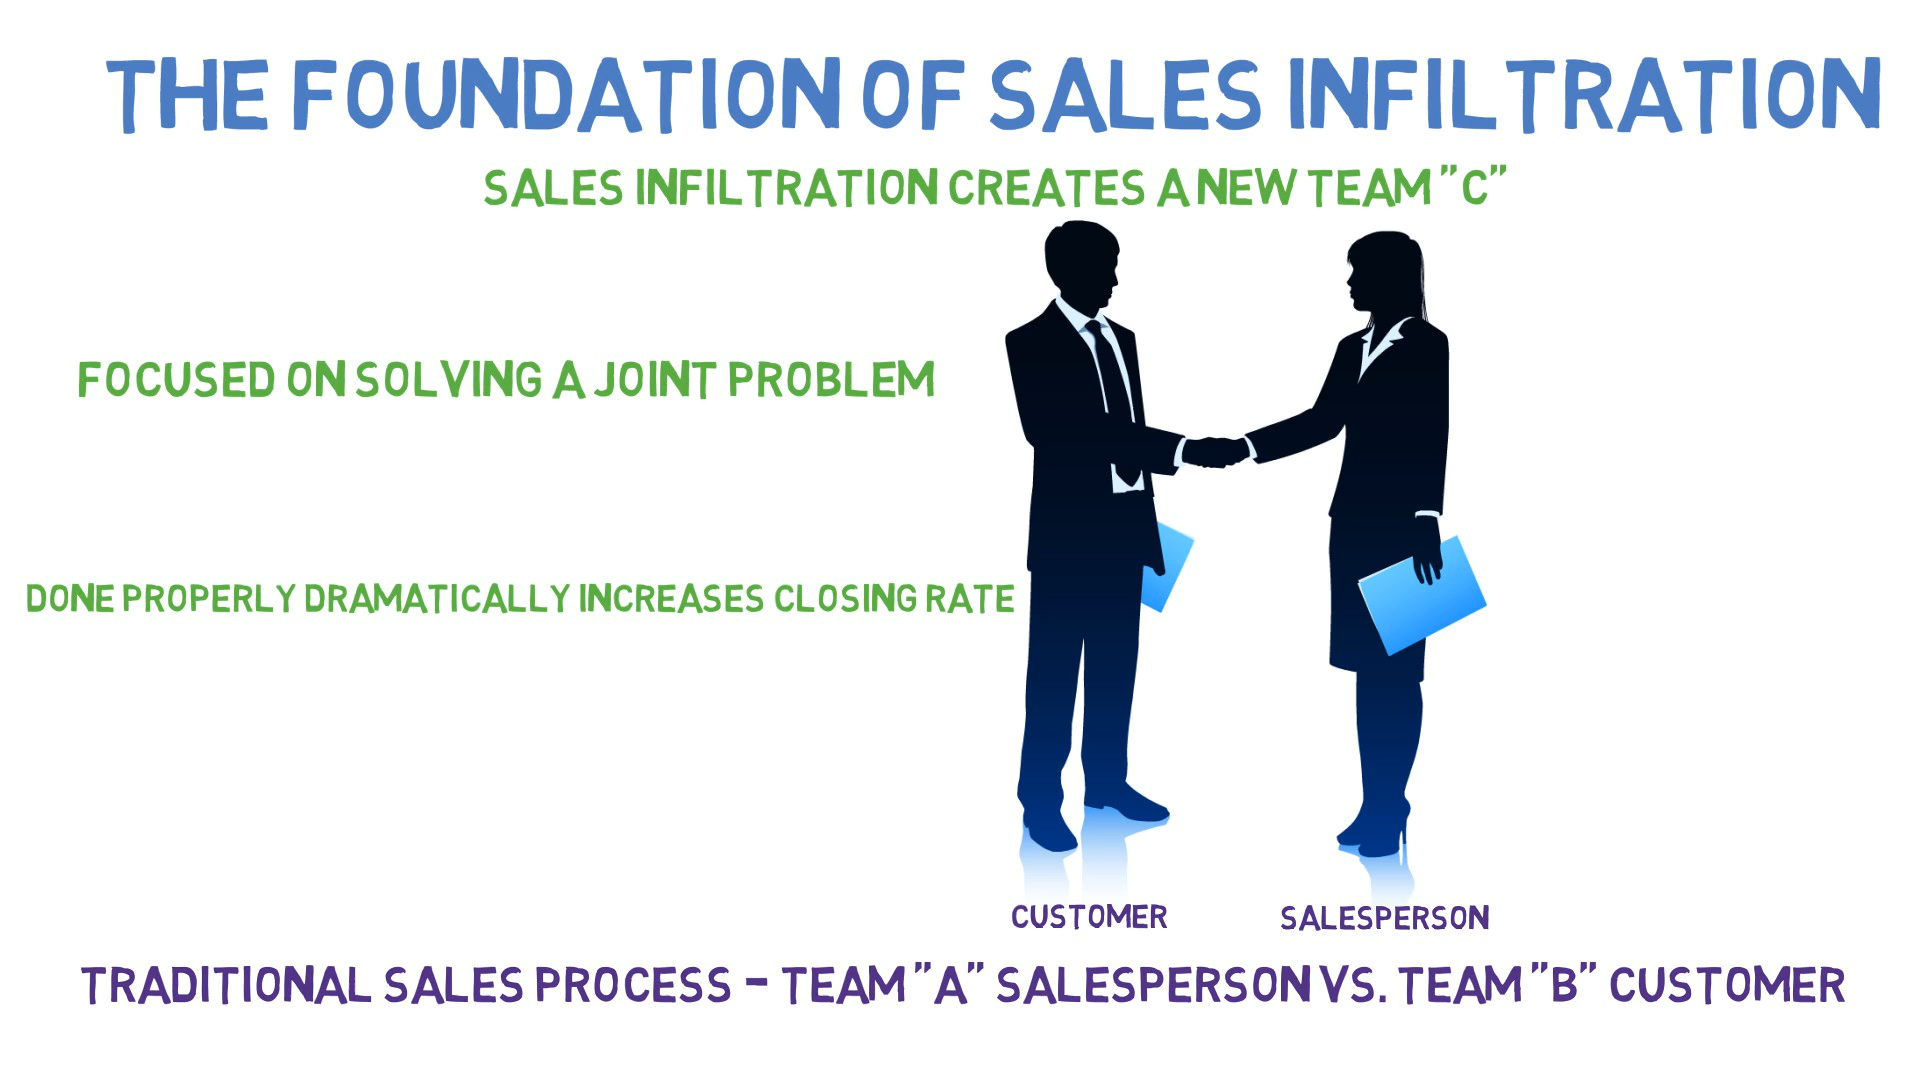 THE FOUNDATION OF SALES INFILTRATION
SALES INFILTRATION CREATES A NEW TEAM "C"
FOCUSED ON SOLVING A JOINT PROBLEM
DONE PROPERLY DRAMATICALLY INCREASES CLOSING RATE
CUSTOMER SALESPERSON
TRADITIONAL SALES PROCESS - TEAM "A" SALESPERSON VS. TEAM "B" CUSTOMER